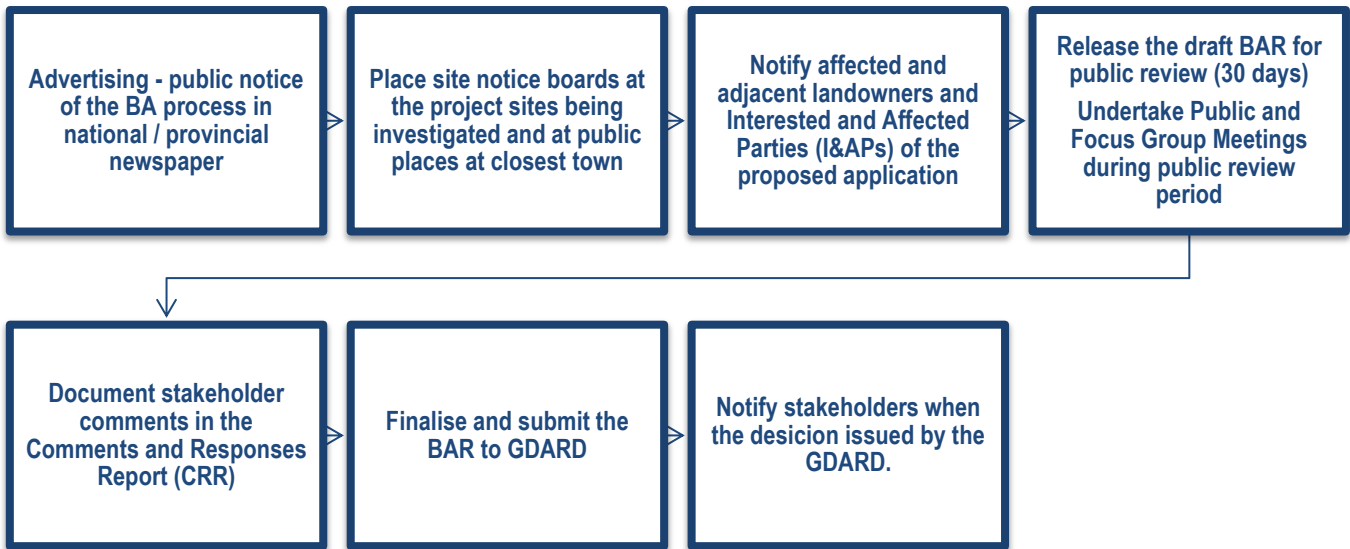 Advertising - public notice
of the BA process in
national / provincial
newspaper
Place site notice boards at
the project sites being
investigated and at public
places at closest town
Notify affected and
adjacent landowners and
Interested and Affected
Parties (I&APs) of the
proposed application
Release the draft BAR for
public review (30 days)
Undertake Public and
Focus Group Meetings
during public review
period
Document stakeholder
comments in the
Comments and Responses
Report (CRR)
Finalise and submit the
BAR to GDARD
Notify stakeholders when
the desicion issued by the
GDARD.